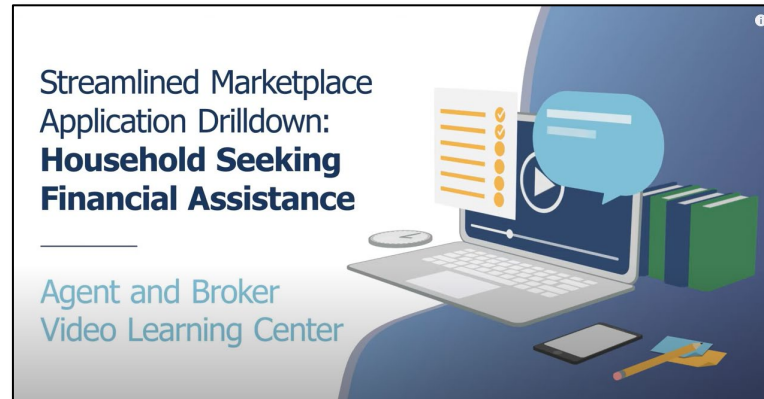 Streamlined Marketplace
Application Drilldown:
Household Seeking
Financial Assistance
Agent and Broker
Video Learning Center